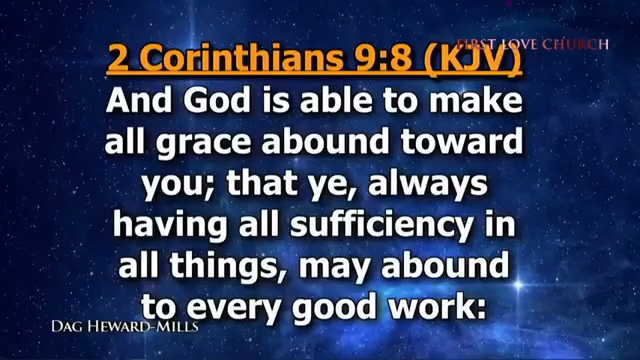 FIRST LOVE CHURCH
2 Corinthians 9:8 (KJV)
And God is able to make
all grace abound toward
you; that ye, always
having all sufficiency in
all things, may abound
to every good work:
DAG HEWARD-MILLS